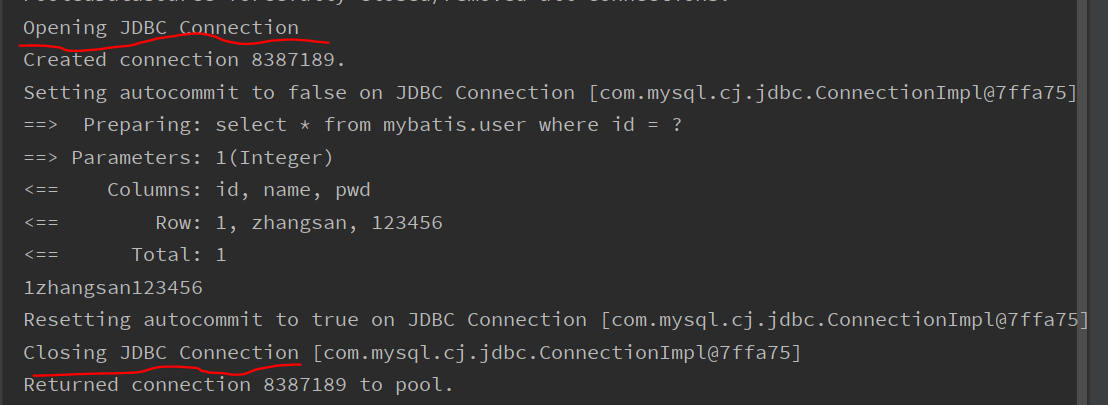 Opening JDBC Connection
Created connection 8387189.
Setting autocommit to false on JDBC Connection [com.mysql.cj.jdbc.ConnectionImpl@7ffa75]
==>  Preparing: select * from mybatis.user where id = ?
==> Parameters: 1(Integer)
<==    Columns: id, name, pwd
<==        Row: 1, zhangsan, 123456
<==      Total: 1
1zhangsan123456
Resetting autocommit to true on JDBC Connection [com.mysql.cj.jdbc.ConnectionImpl@7ffa75]
Closing JDBC Connection [com.mysql.cj.jdbc.ConnectionImpl@7ffa75]
Returned connection 8387189 to pool.